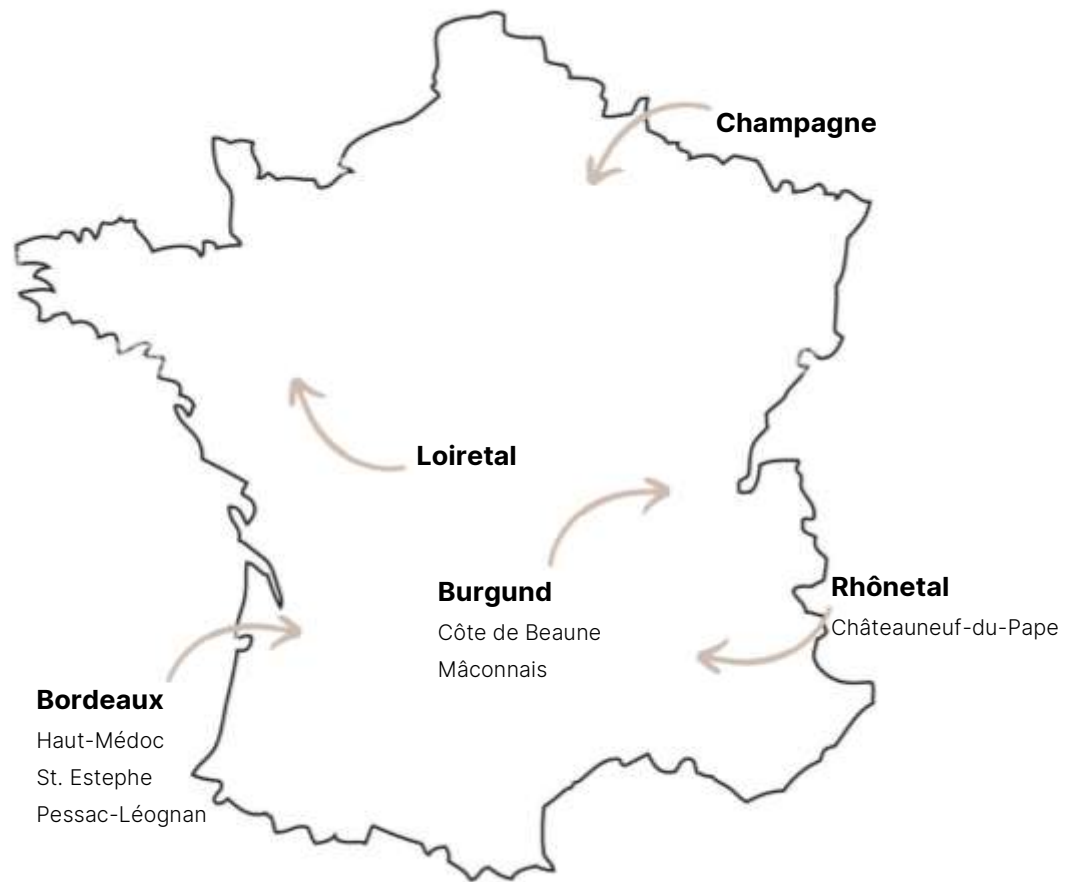 Champagne
Loiretal
Burgund
Côte de Beaune
Mâconnais
Rhônetal
Châteauneuf-du-Pape
Bordeaux
Haut-Médoc
St. Estephe
Pessac-Léognan